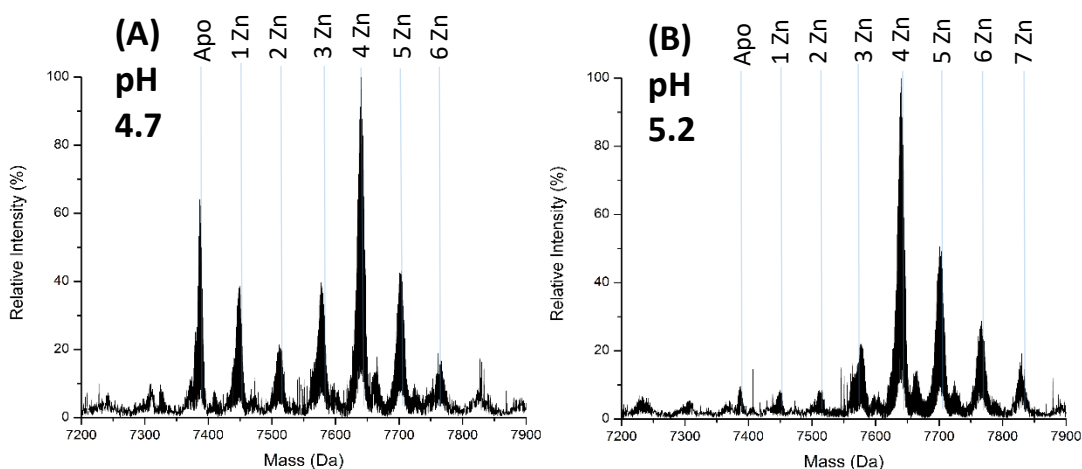 (A)
pH
4.7
Apo
1 Zn
2 Zn
3 Zn
4 Zn
5 Zn
6 Zn
100
80
60
40
20
0
Relative Intensity (%)
7200
7300
7400
7500
7600
7700
7800
7900
Mass (Da)
(B)
pH
5.2
Apo
1 Zn
2 Zn
3 Zn
4 Zn
5 Zn
6 Zn
7 Zn
100
80
60
40
20
0
Relative Intensity (%)
7200
7300
7400
7500
7600
7700
7800
7900
Mass (Da)